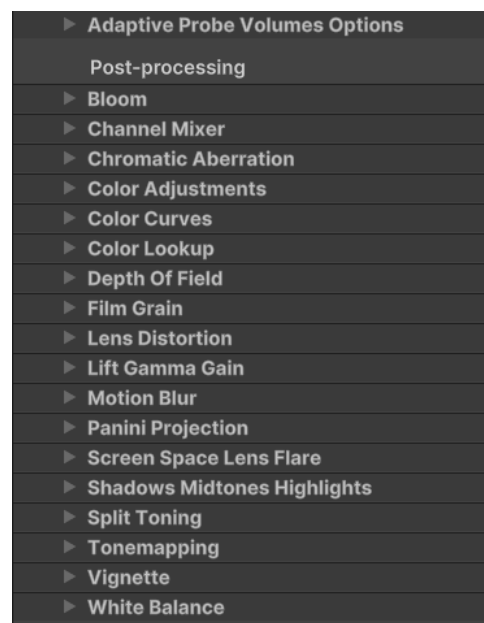 Adaptive Probe Volumes Options
Post-processing
Bloom
Channel Mixer
Chromatic Aberration
Color Adjustments
Color Curves
Color Lookup
Depth Of Field
Film Grain
Lens Distortion
Lift Gamma Gain
Motion Blur
Panini Projection
Screen Space Lens Flare
Shadows Midtones Highlights
Split Toning
Tonemapping
Vignette
White Balance